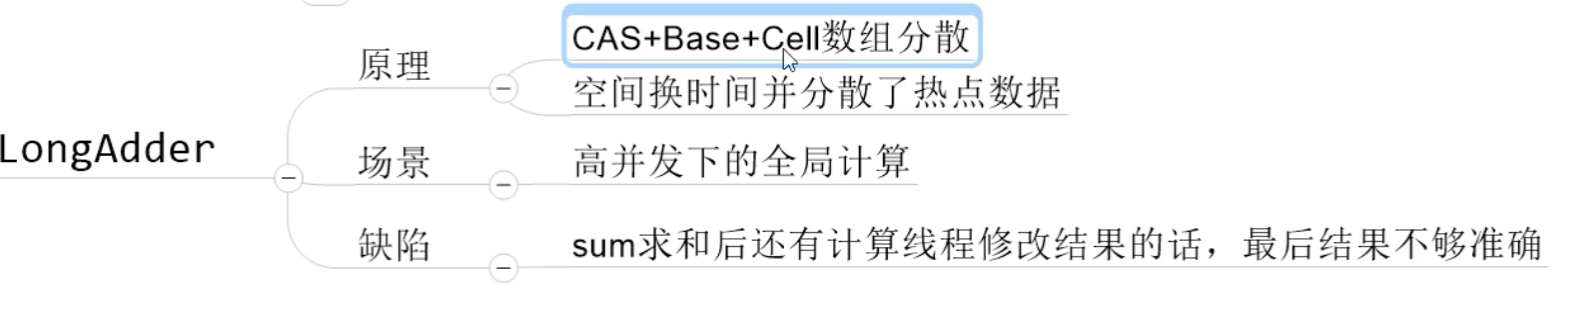 LongAdder
原理
CAS+Base+Cell数组分散
空间换时间并分散了热点数据
场景
高并发下的全局计算
缺陷
sum求和后还有计算线程修改结果的话，最后结果不够准确